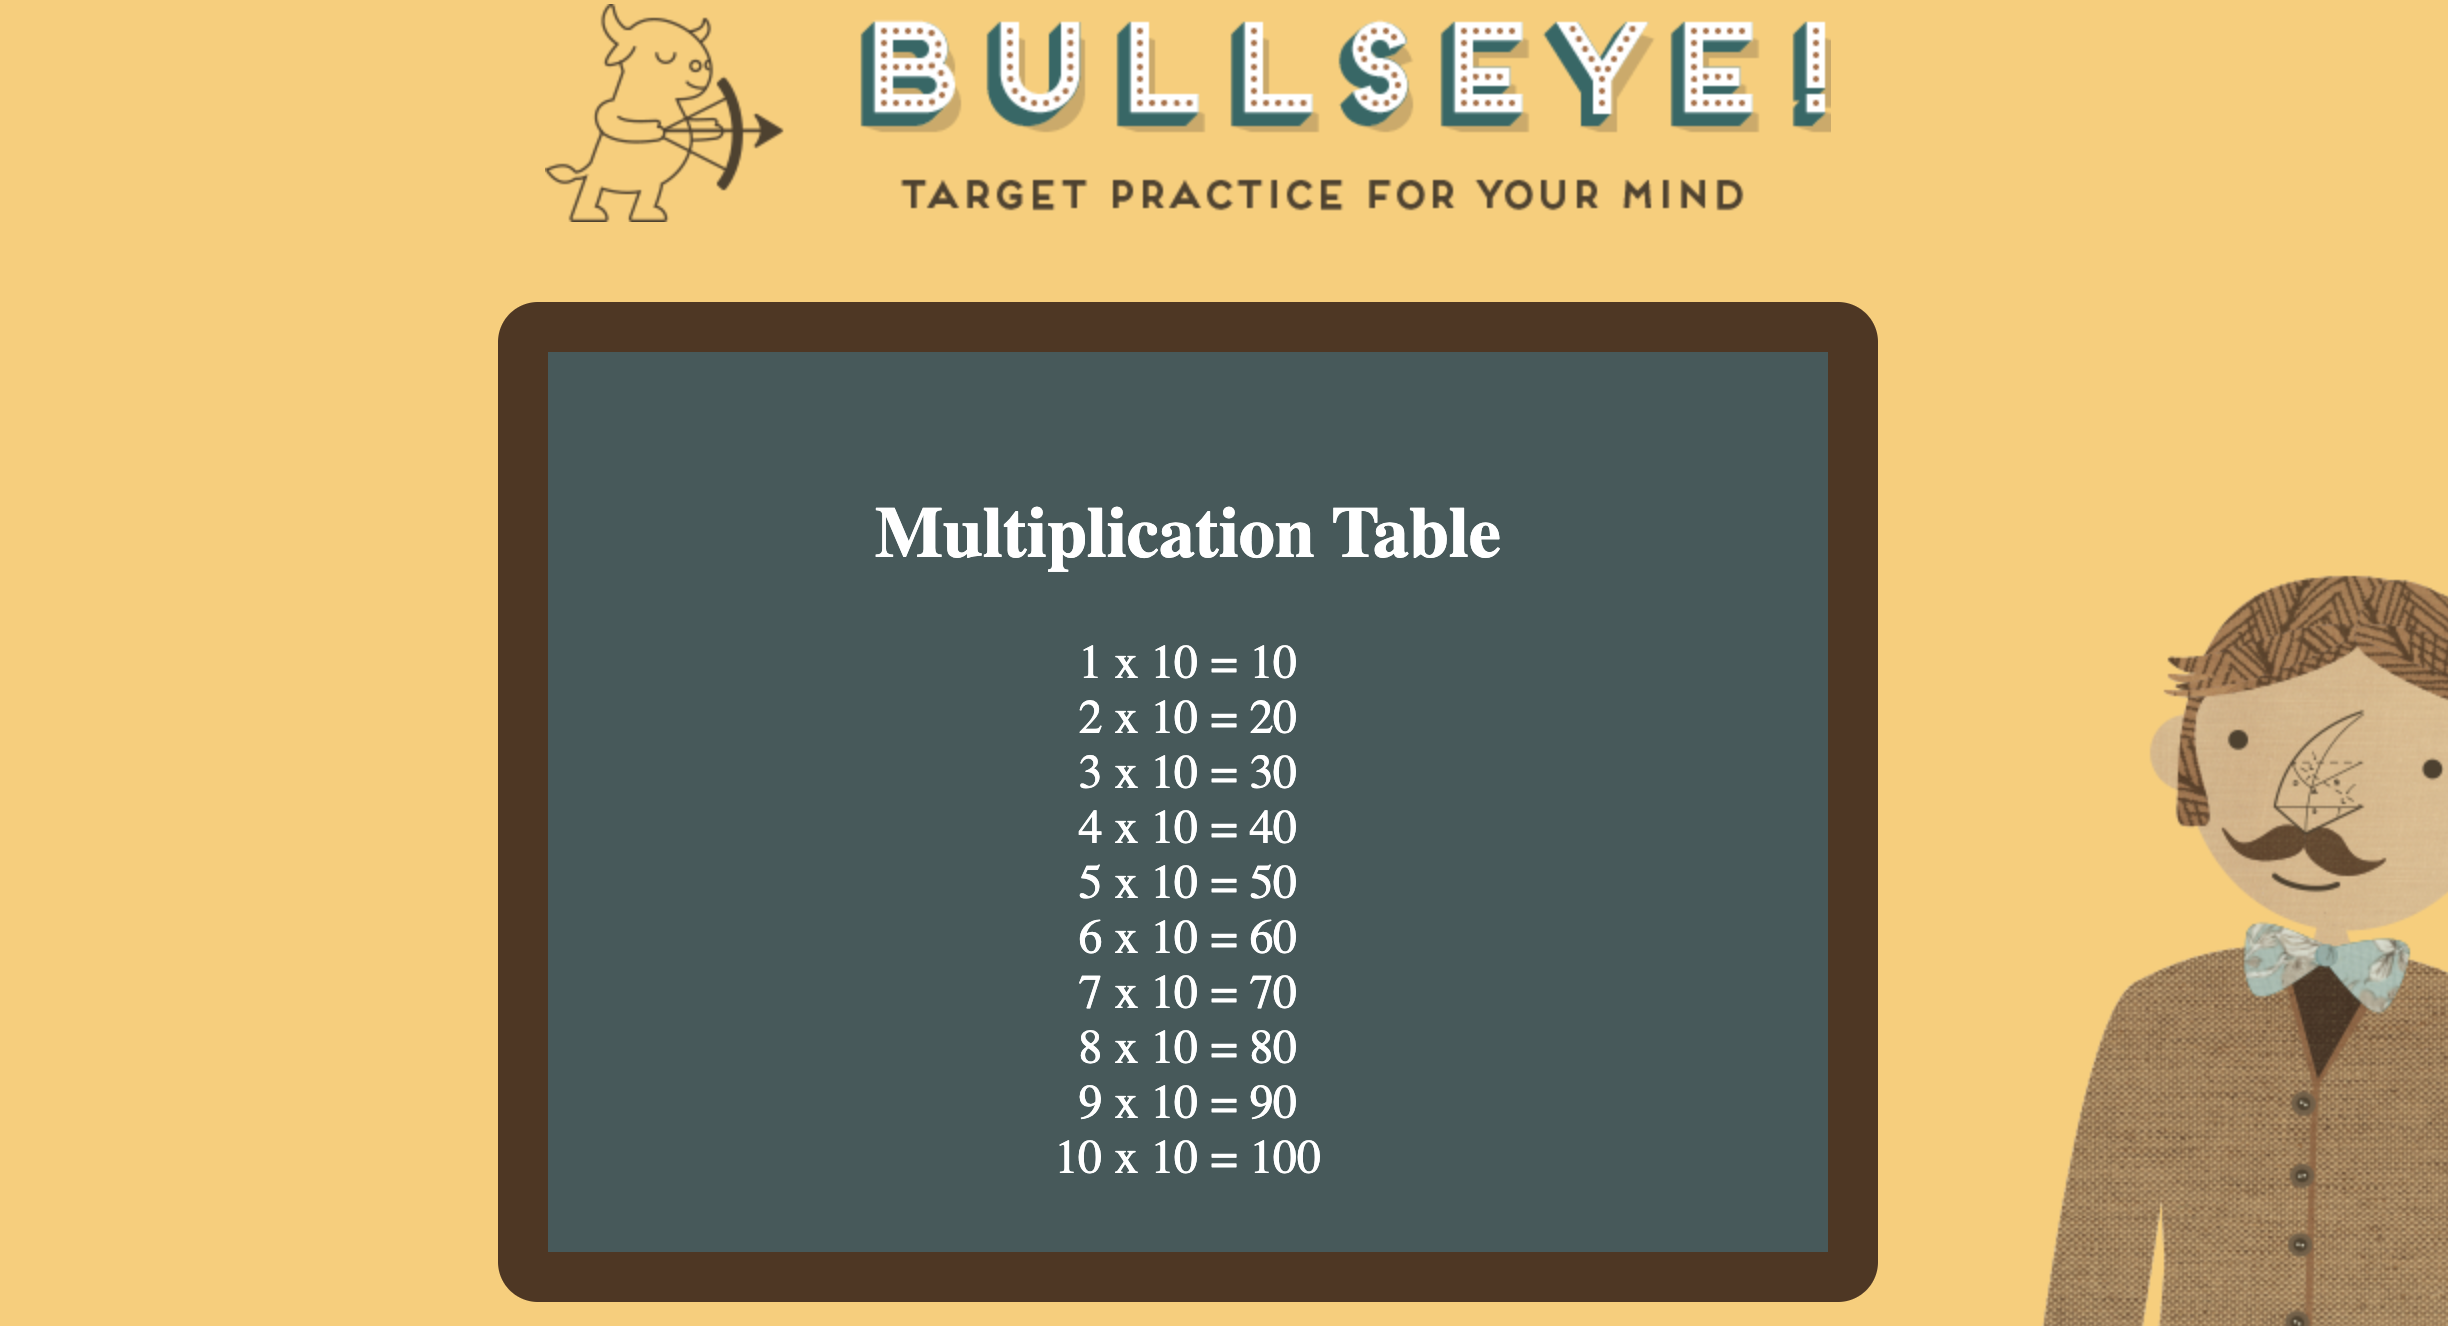 BULLSEYE!
TARGET PRACTICE FOR YOUR MIND
Multiplication Table
1 x 10 = 10
2 x 10 = 20
3 x 10 = 30
4 x 10 = 40
5 x 10 = 50
6 x 10 = 60
7 x 10 = 70
8 x 10 = 80
9 x 10 = 90
10 x 10 = 100